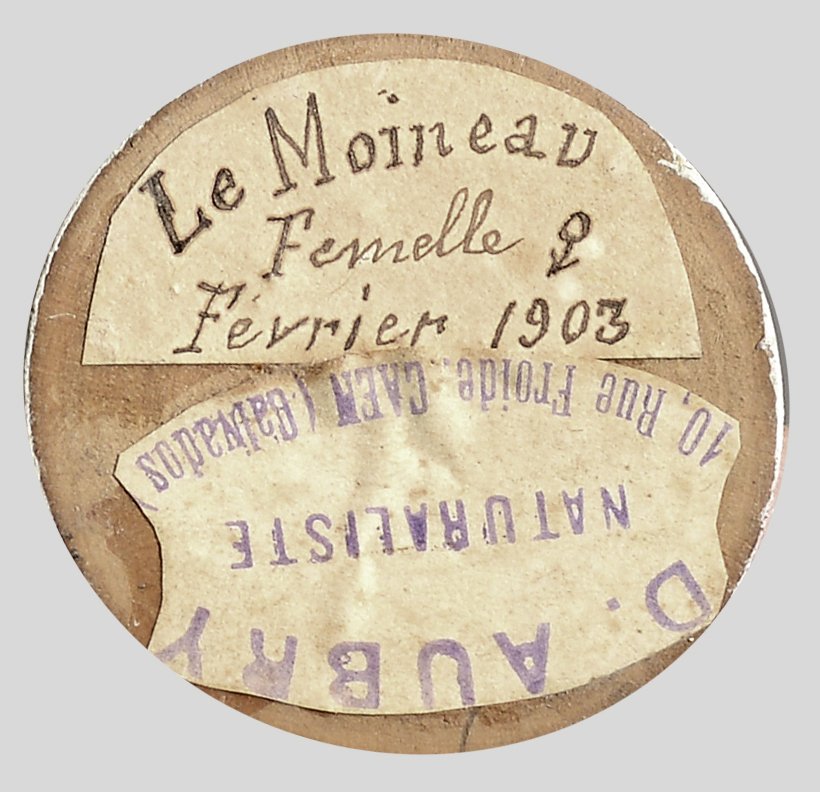 Le Moineau
Femelle ♀
Février 1903
D. AUBRY
NATURALISTE
10, Rue Froide. CAEN (Calvados)